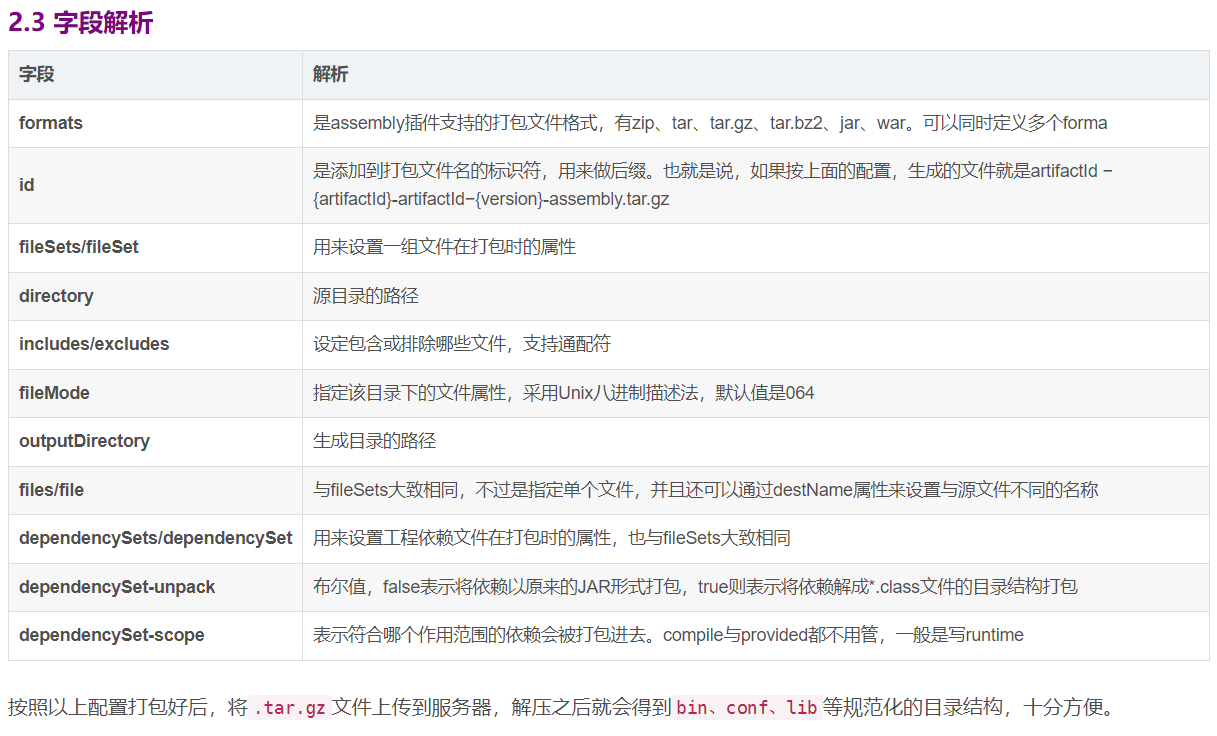 2.3 字段解析
字段 解析
formats 是assembly插件支持的打包文件格式，有zip、tar、tar.gz、tar.bz2、jar、war。可以同时定义多个forma
id 是添加到打包文件名的标识符，用来做后缀。也就是说，如果按上面的配置，生成的文件就是artifactId −
{artifactId}-artifactId−{version}-assembly.tar.gz
fileSets/fileSet 用来设置一组文件在打包时的属性
directory 源目录的路径
includes/excludes 设定包含或排除哪些文件，支持通配符
fileMode 指定该目录下的文件属性，采用Unix八进制描述法，默认值是064
outputDirectory 生成目录的路径
files/file 与fileSets大致相同，不过是指定单个文件，并且还可以通过destName属性来设置与源文件不同的名称
dependencySets/dependencySet 用来设置工程依赖文件在打包时的属性，也与fileSets大致相同
dependencySet-unpack 布尔值，false表示将依赖以原来的JAR形式打包，true则表示将依赖解成*.class文件的目录结构打包
dependencySet-scope 表示符合哪个作用范围的依赖会被打包进去。compile与provided都不用管，一般是写runtime
按照以上配置打包好后，将 .tar.gz 文件上传到服务器，解压之后就会得到 bin、conf、lib 等规范化的目录结构，十分方便。